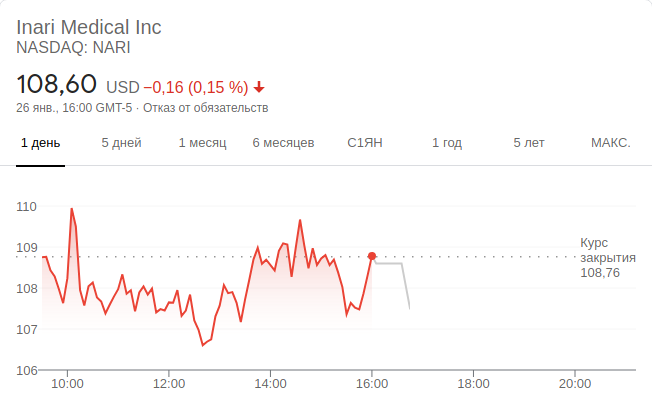 Inari Medical Inc
NASDAQ: NARI
108,60 USD −0,16 (0,15 %)
26 янв., 16:00 GMT-5 · Отказ от обязательств
1 день 5 дней 1 месяц 6 месяцев С1ЯН 1 год 5 лет МАКС.
110
109
Курс
закрытия
108,76
108
107
106
10:00 12:00 14:00 16:00 18:00 20:00